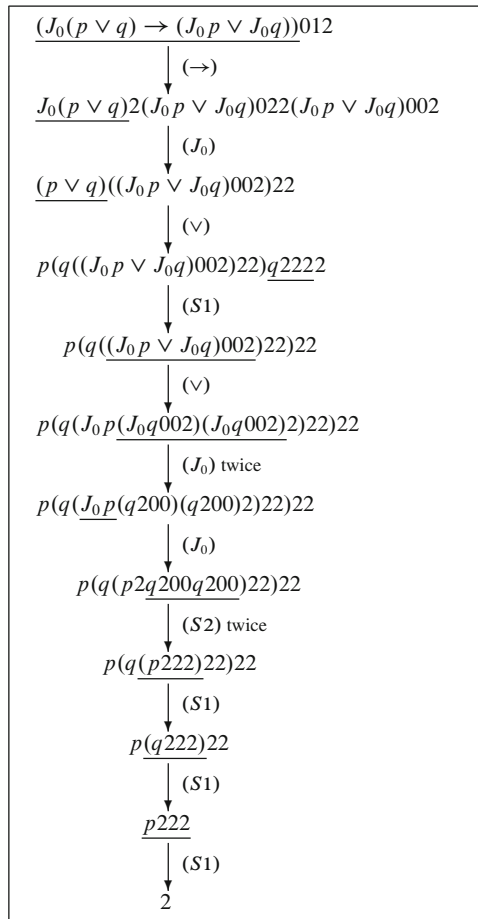 (J₀(p ∨ q) → (J₀p ∨ J₀q))012
(→)
J₀(p ∨ q)2(J₀p ∨ J₀q)022(J₀p ∨ J₀q)002
(J₀)
(p ∨ q)((J₀p ∨ J₀q)002)22
(∨)
p(q((J₀p ∨ J₀q)002)22)q2222
(S1)
p(q((J₀p ∨ J₀q)002)22)22
(∨)
p(q(J₀p(J₀q002)(J₀q002)2)22)22
(J₀) twice
p(q(J₀p(q200)(q200)2)22)22
(J₀)
p(q(p2q200q200)22)22
(S2) twice
p(q(p222)22)22
(S1)
p(q222)22
(S1)
p222
(S1)
2